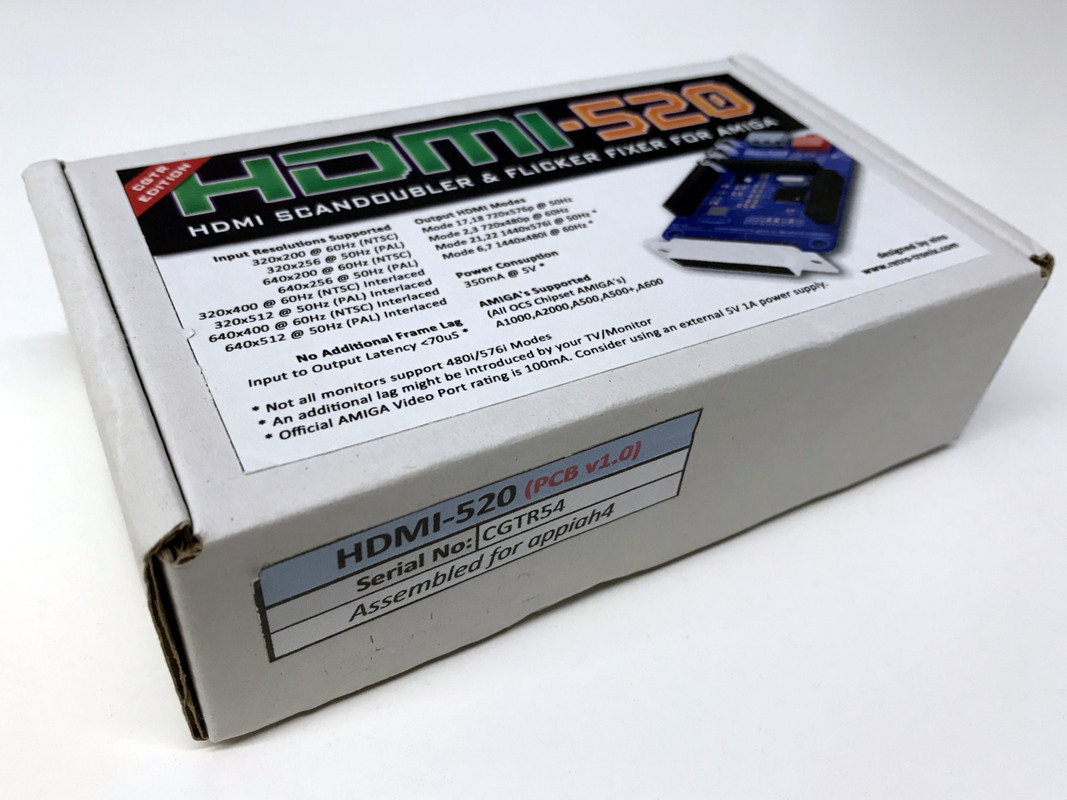 CGTR
EDITION
HDMI-520
HDMI SCANDOUBLER & FLICKER FIXER FOR AMIGA
Input Resolutions Supported
320x200 @ 60Hz (NTSC)
320x256 @ 50Hz (PAL)
640x200 @ 60Hz (NTSC)
640x256 @ 50Hz (PAL)
320x400 @ 60Hz (NTSC) Interlaced
320x512 @ 50Hz (PAL) Interlaced
640x400 @ 60Hz (NTSC) Interlaced
640x512 @ 50Hz (PAL) Interlaced
No Additional Frame Lag
Input to Output Latency <70uS *
Output HDMI Modes
Mode 17,18 720x576p @ 50Hz
Mode 2,3 720x480p @ 60Hz
Mode 21,22 1440x576i @ 50Hz *
Mode 6,7 1440x480i @ 60Hz *
Power Consuption
350mA @ 5V *
AMIGA's Supported
(All OCS Chipset AMIGA's)
A1000,A2000,A500,A500+,A600
designed by sins
www.retro-tronix.com
* Not all monitors support 480i/576i Modes
* An additional lag might be introduced by your TV/Monitor
* Official AMIGA Video Port rating is 100mA. Consider using an external 5V 1A power supply.
HDMI-520 (PCB v1.0)
Serial No: CGTR54
Assembled for appiah4